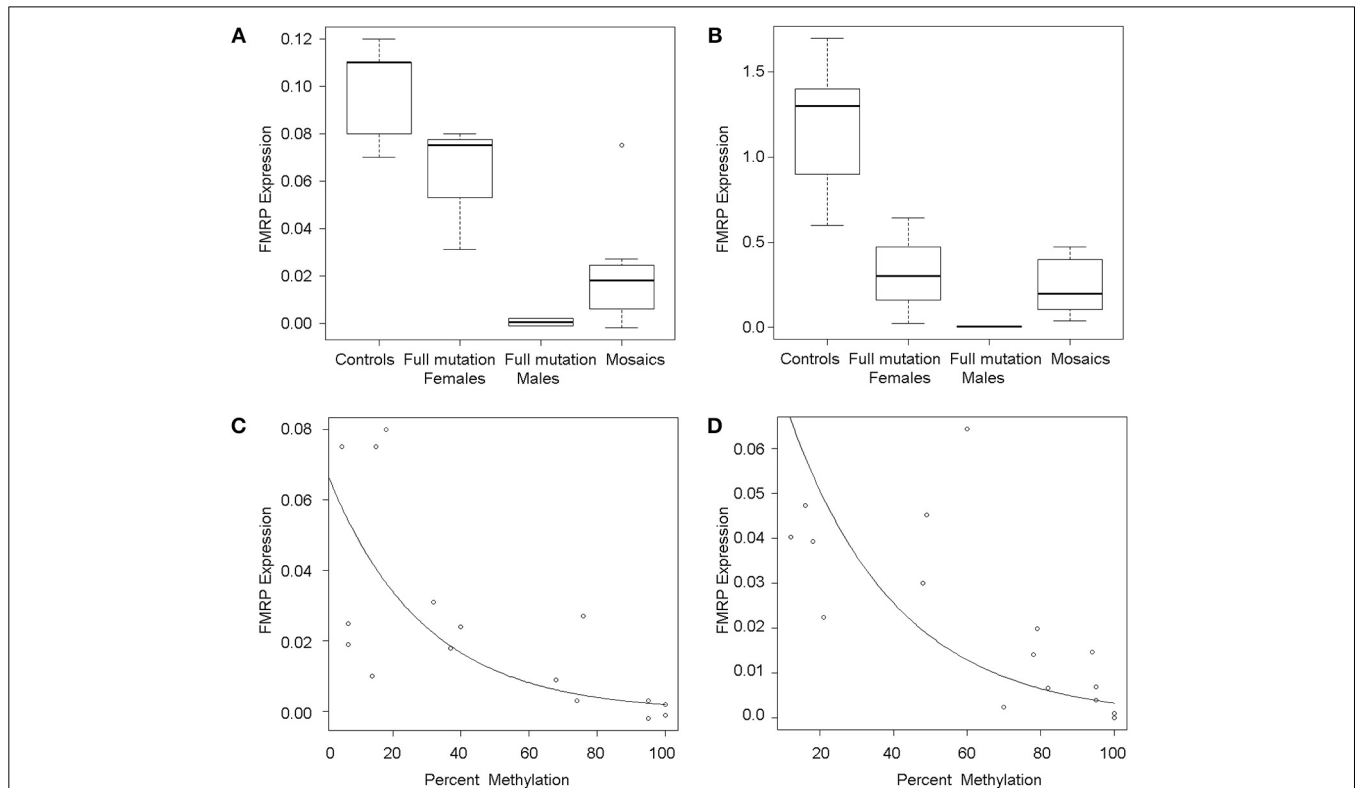 A
FMRP Expression
0.12
0.10
0.08
0.06
0.04
0.02
0.00
Controls
Full mutation
Females
Full mutation
Males
Mosaics
B
FMRP Expression
1.5
1.0
0.5
0.0
Controls
Full mutation
Females
Full mutation
Males
Mosaics
C
FMRP Expression
0.08
0.06
0.04
0.02
0.00
0
20
40
60
80
100
Percent Methylation
D
FMRP Expression
0.06
0.05
0.04
0.03
0.02
0.01
0.0
20
40
60
80
100
Percent Methylation